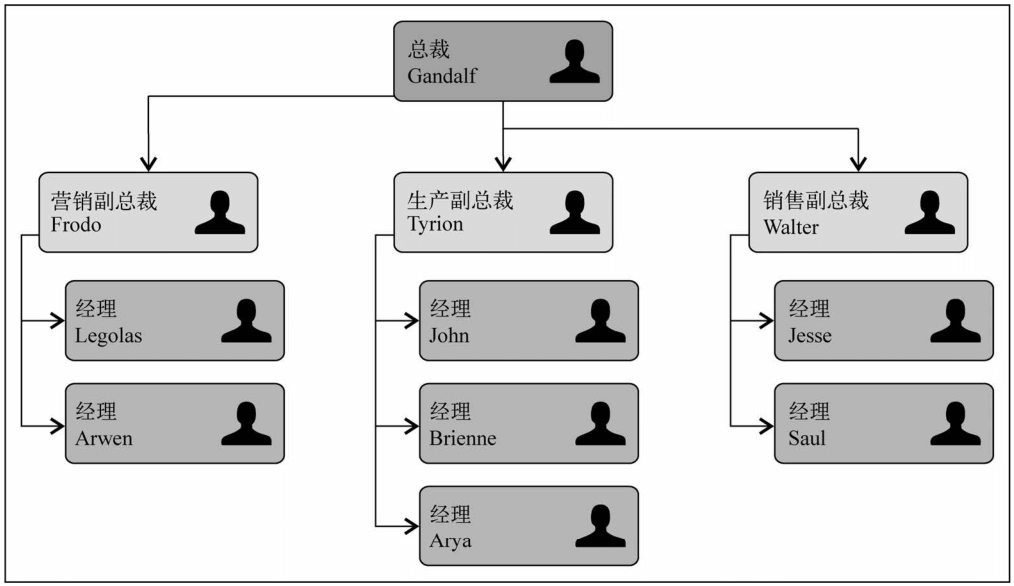 总裁
Gandalf
营销副总裁
Frodo
经理
Legolas
经理
Arwen
生产副总裁
Tyrion
经理
John
经理
Brienne
经理
Arya
销售副总裁
Walter
经理
Jesse
经理
Saul